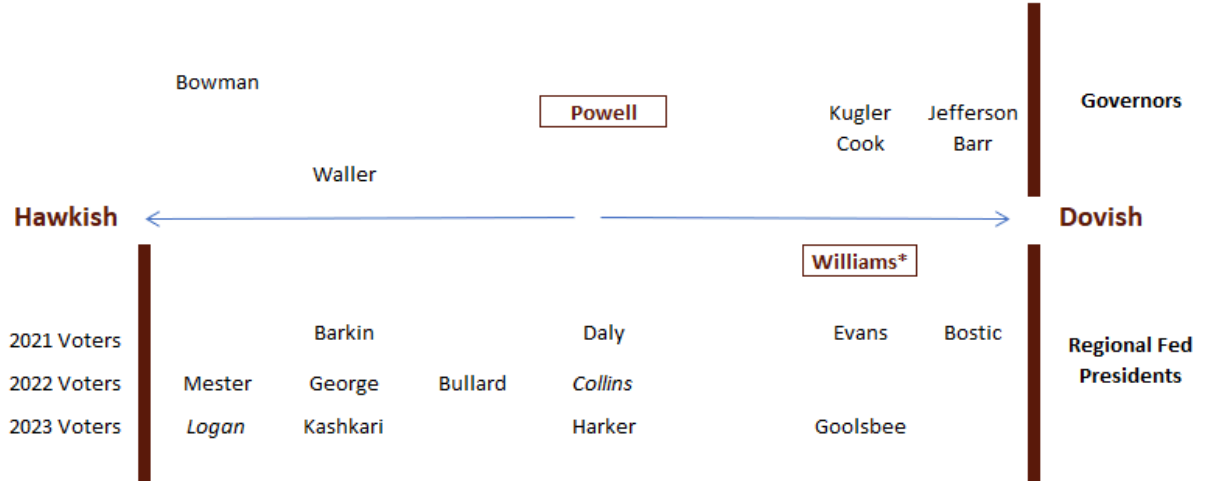 Bowman
Powell Kugler Jefferson Governors
Cook Barr
Waller
Hawkish Dovish
Williams*
2021 Voters Barkin Daly Evans Bostic
Regional Fed
Presidents
2022 Voters Mester George Bullard Collins
2023 Voters Logan Kashkari Harker Goolsbee